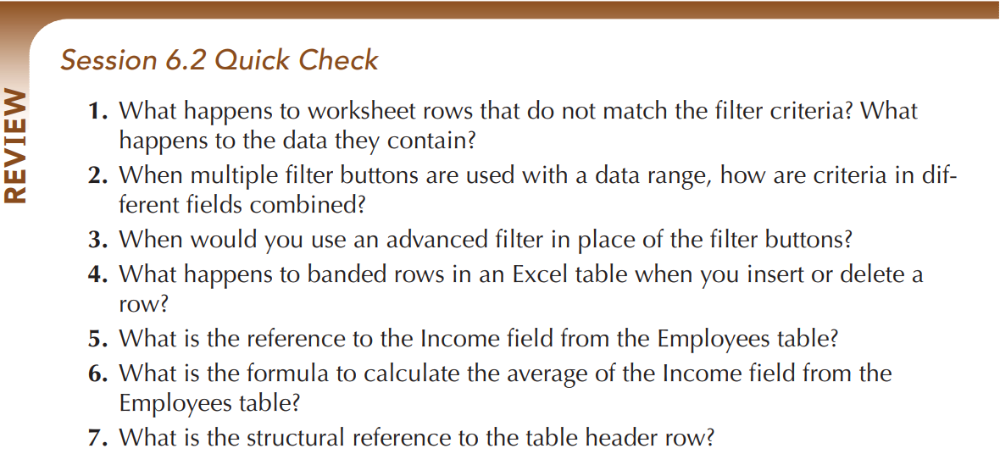 REVIEW
Session 6.2 Quick Check
1. What happens to worksheet rows that do not match the filter criteria? What
happens to the data they contain?
2. When multiple filter buttons are used with a data range, how are criteria in dif-
ferent fields combined?
3. When would you use an advanced filter in place of the filter buttons?
4. What happens to banded rows in an Excel table when you insert or delete a
row?
5. What is the reference to the Income field from the Employees table?
6. What is the formula to calculate the average of the Income field from the
Employees table?
7. What is the structural reference to the table header row?